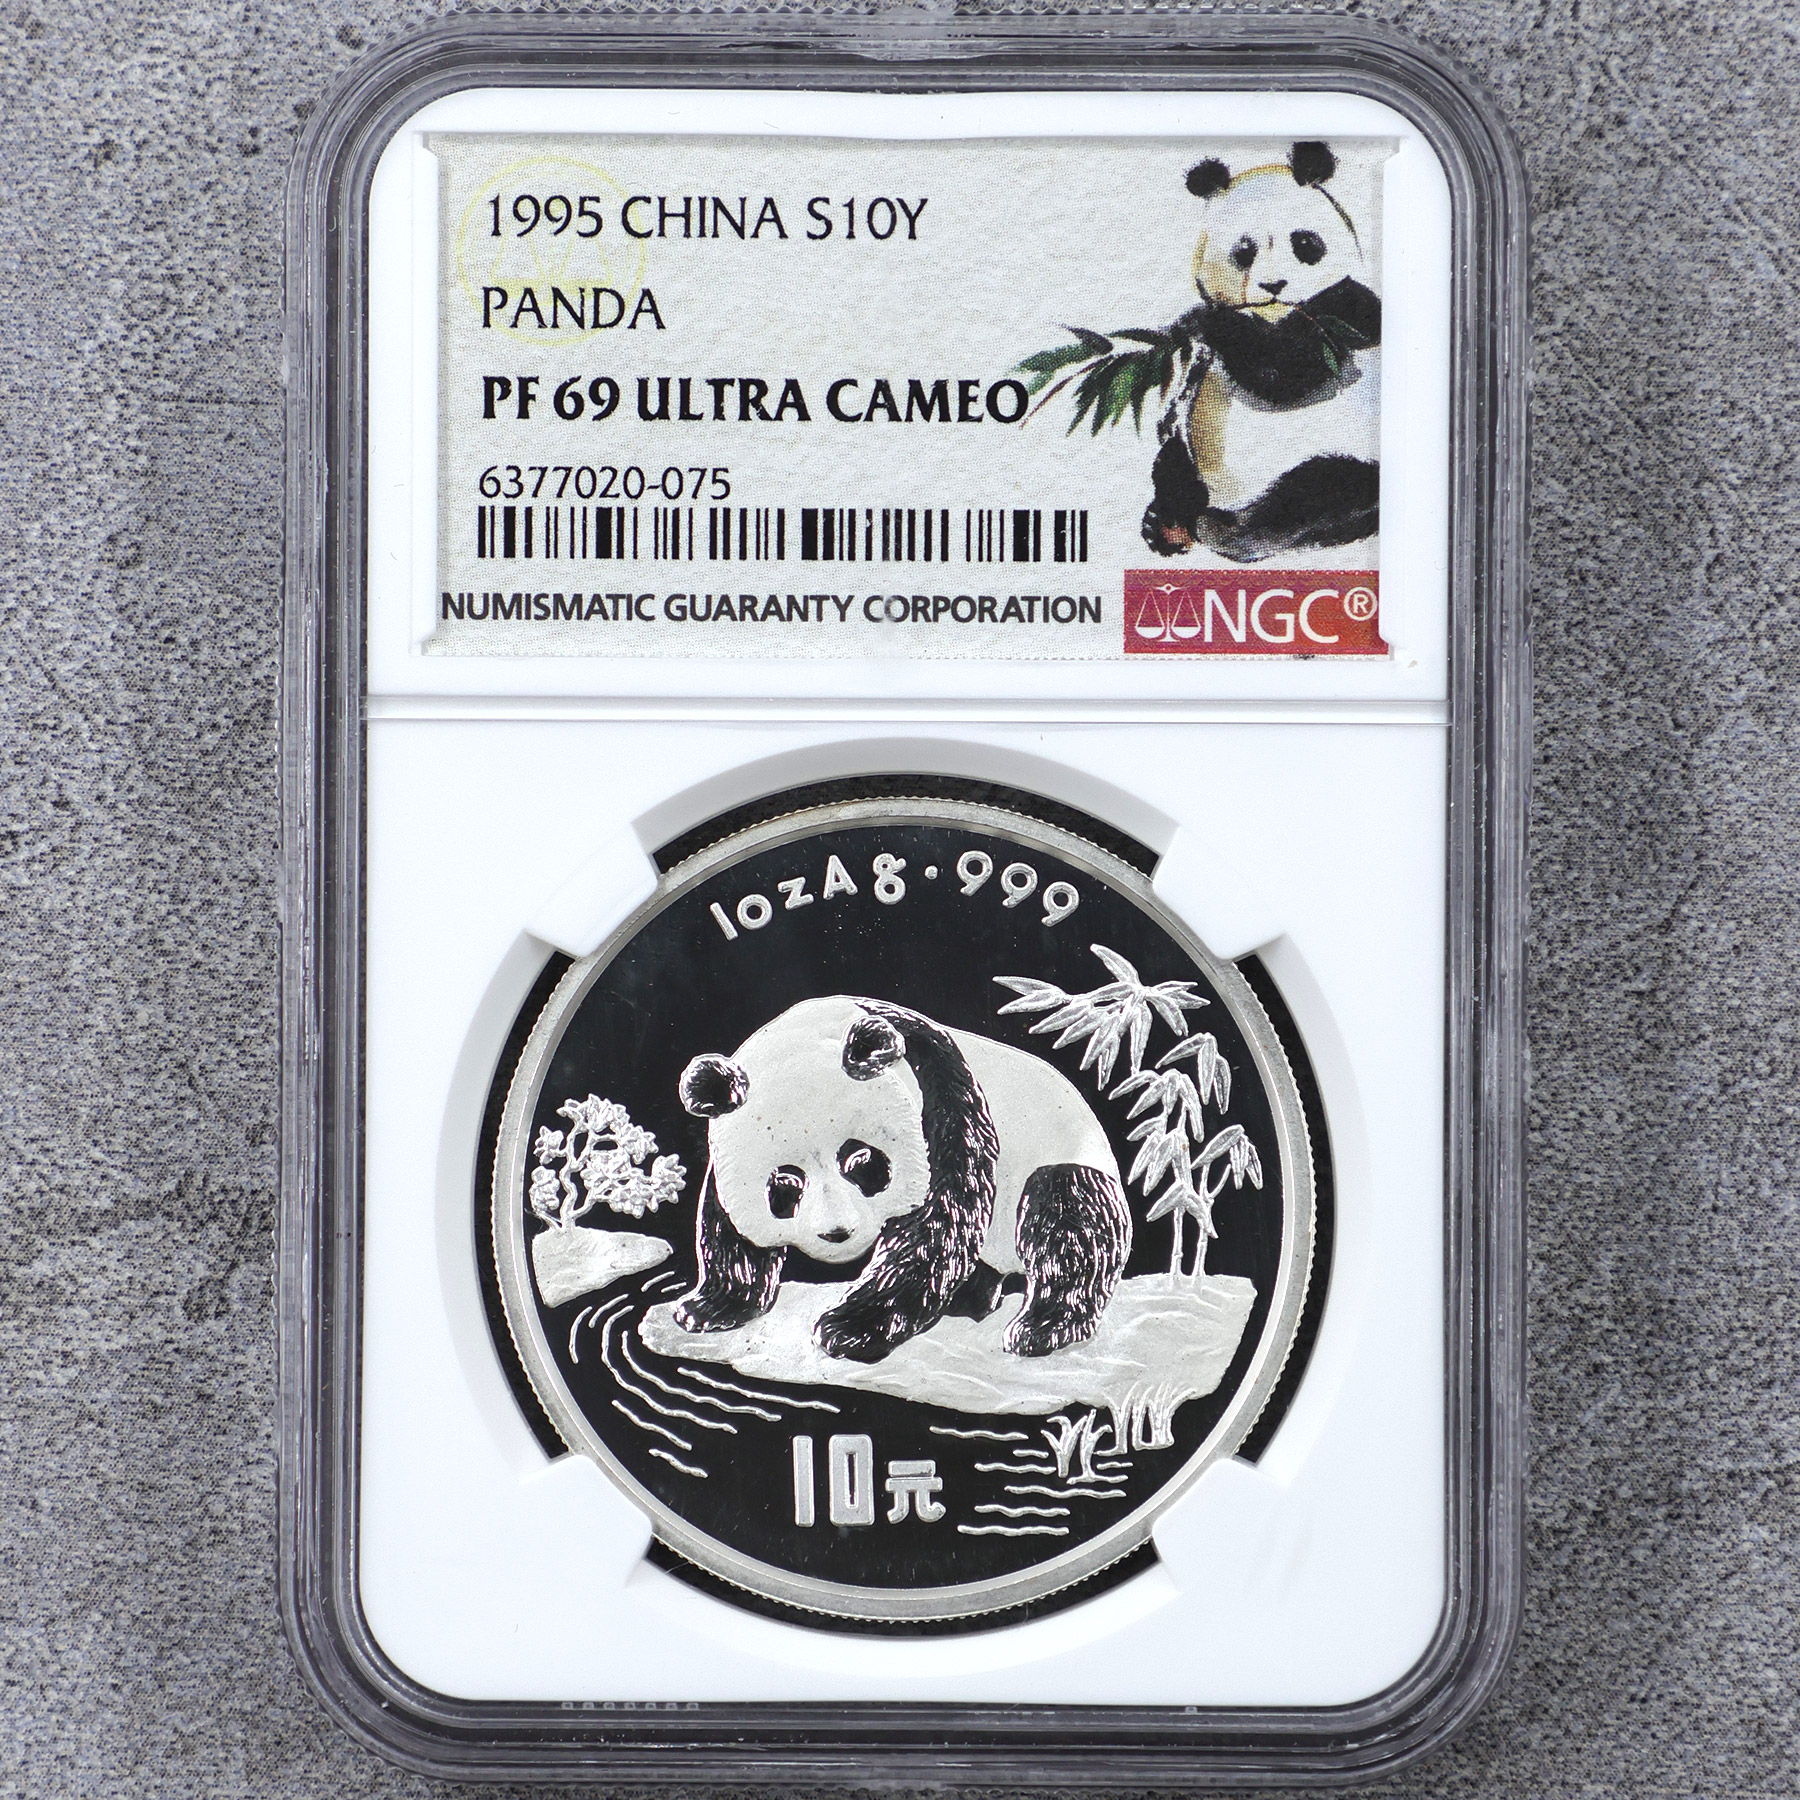 1995 CHINA S10Y
PANDA
PF 69 ULTRA CAMEO
6377020-075
NUMISMATIC GUARANTY CORPORATION
NGC®
1ozAg·999
10元